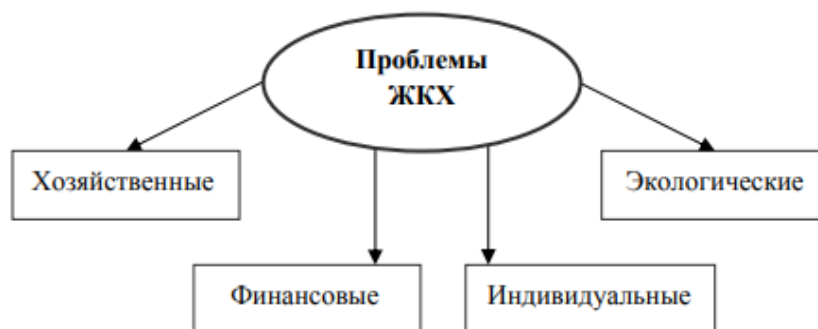 Проблемы
ЖКХ
Хозяйственные
Экологические
Финансовые
Индивидуальные